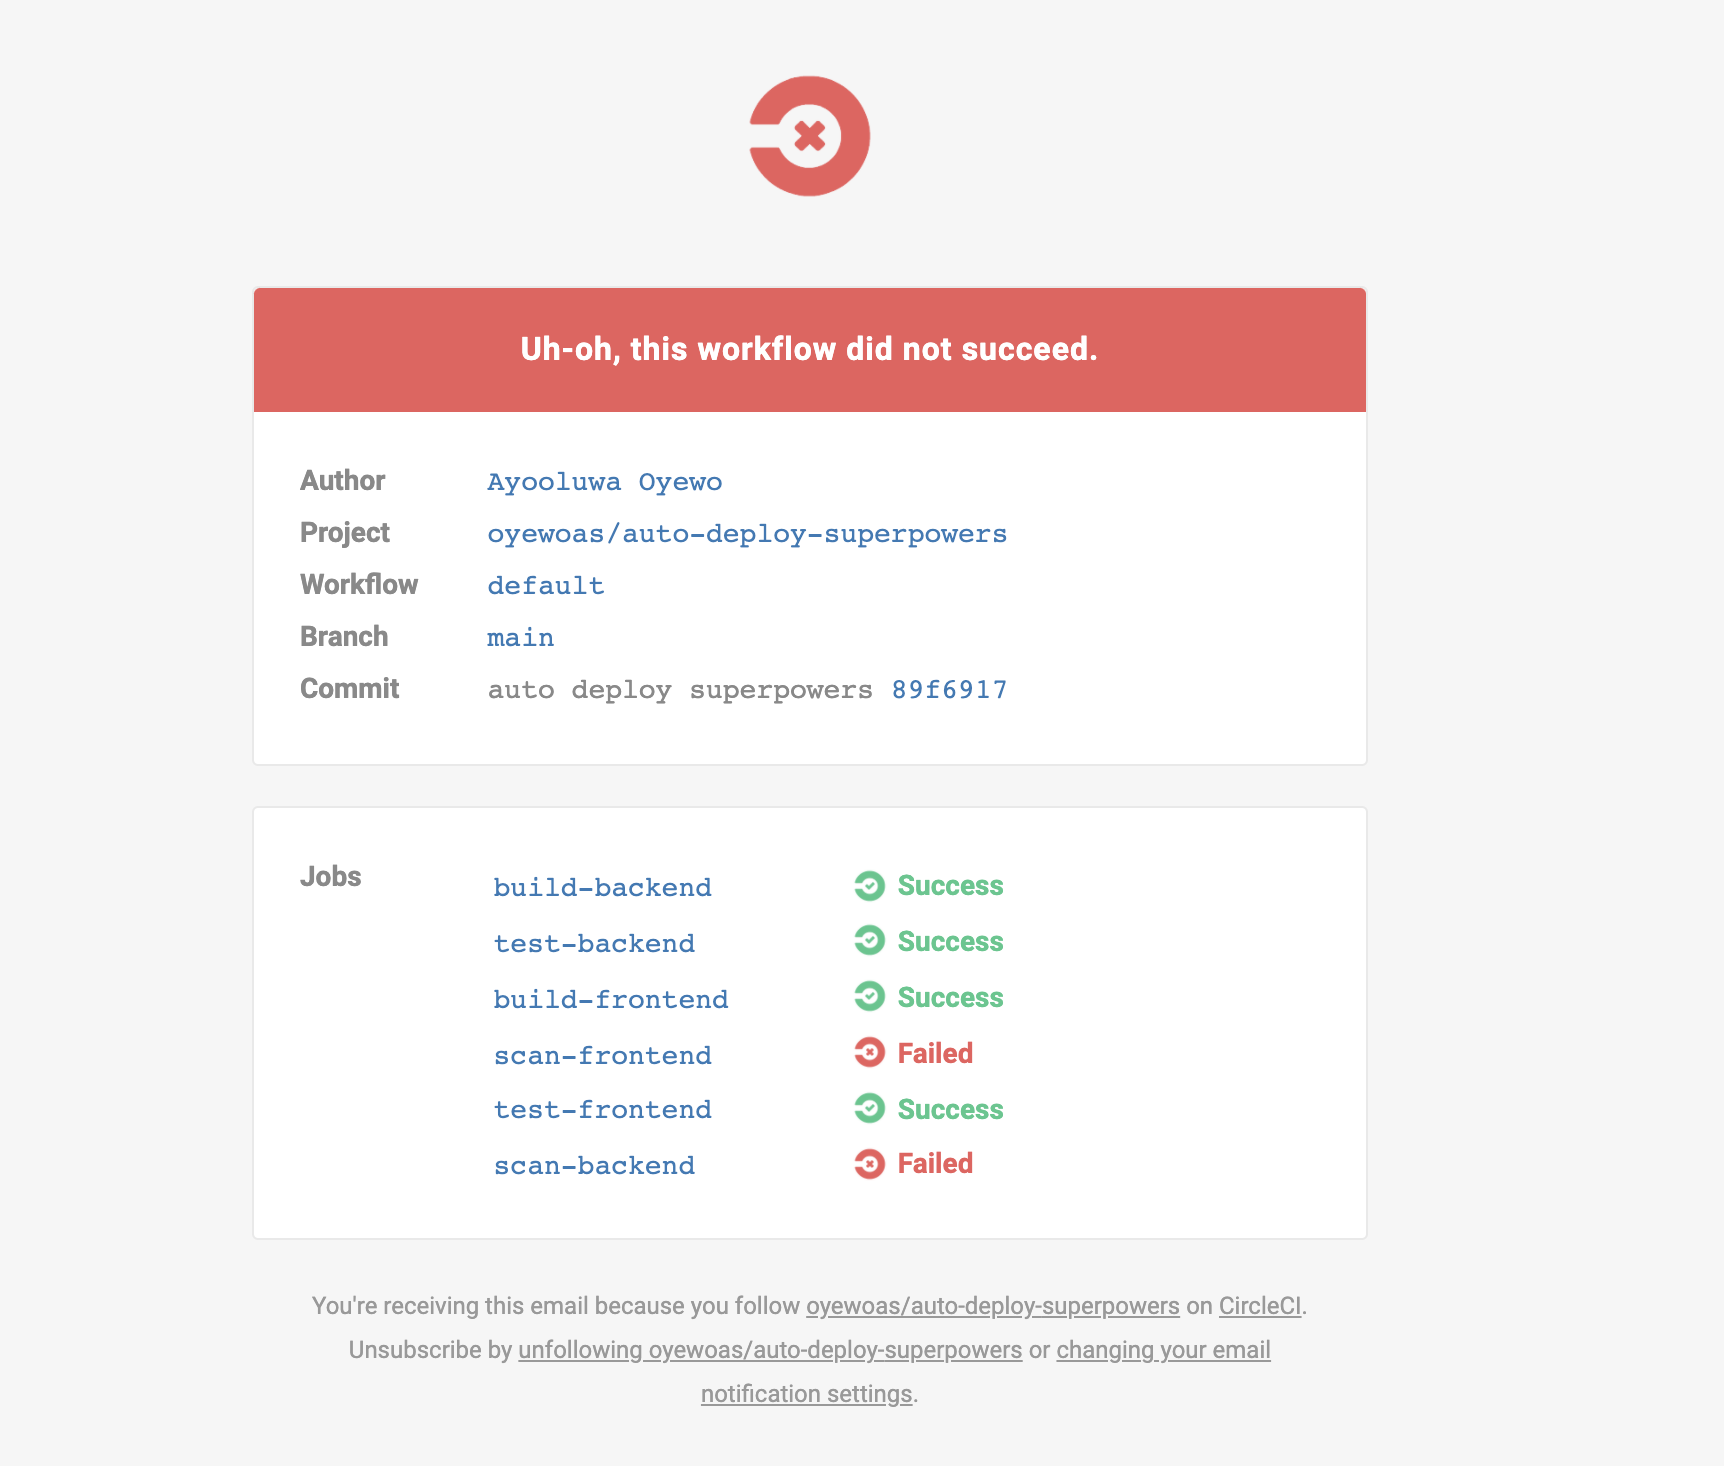 Uh-oh, this workflow did not succeed.
Author Ayooluwa Oyewo
Project oyewoas/auto-deploy-superpowers
Workflow default
Branch main
Commit auto deploy superpowers 89f6917
Jobs build-backend Success
test-backend Success
build-frontend Success
scan-frontend Failed
test-frontend Success
scan-backend Failed
You're receiving this email because you follow oyewoas/auto-deploy-superpowers on CircleCI.
Unsubscribe by unfollowing oyewoas/auto-deploy-superpowers or changing your email
notification settings.